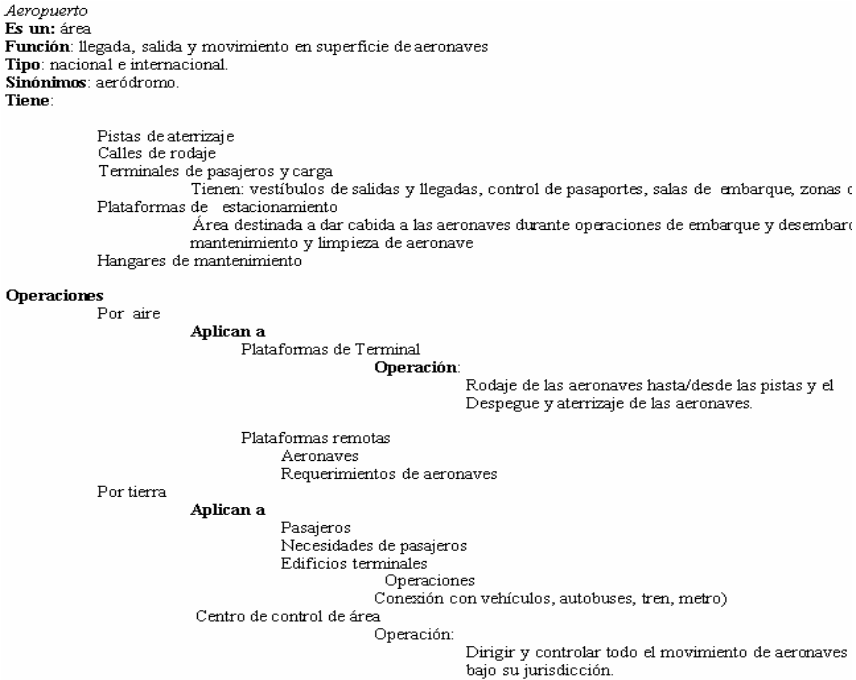 Aeropuerto
Es un: área
Función: llegada, salida y movimiento en superficie de aeronaves
Tipo: nacional e internacional.
Sinónimos: aeródromo.
Tiene:
Pistas de aterrizaje
Calles de rodaje
Terminales de pasajeros y carga
Tienen: vestíbulos de salidas y llegadas, control de pasaportes, salas de embarque, zonas
Plataformas de estacionamiento
Área destinada a dar cabida a las aeronaves durante operaciones de embarque y
mantenimiento y limpieza de aeronave
Hangares de mantenimiento
Operaciones
Por aire
Aplican a
Plataformas de Terminal
Operación:
Rodaje de las aeronaves hasta/desde las pistas y el
Despegue y aterrizaje de las aeronaves.
Plataformas remotas
Aeronaves
Requerimientos de aeronaves
Por tierra
Aplican a
Pasajeros
Necesidades de pasajeros
Edificios terminales
Operaciones
Conexión con vehículos, autobuses, tren, metro)
Centro de control de área
Operación:
Dirigir y controlar todo el movimiento de aeronaves
bajo su jurisdicción.